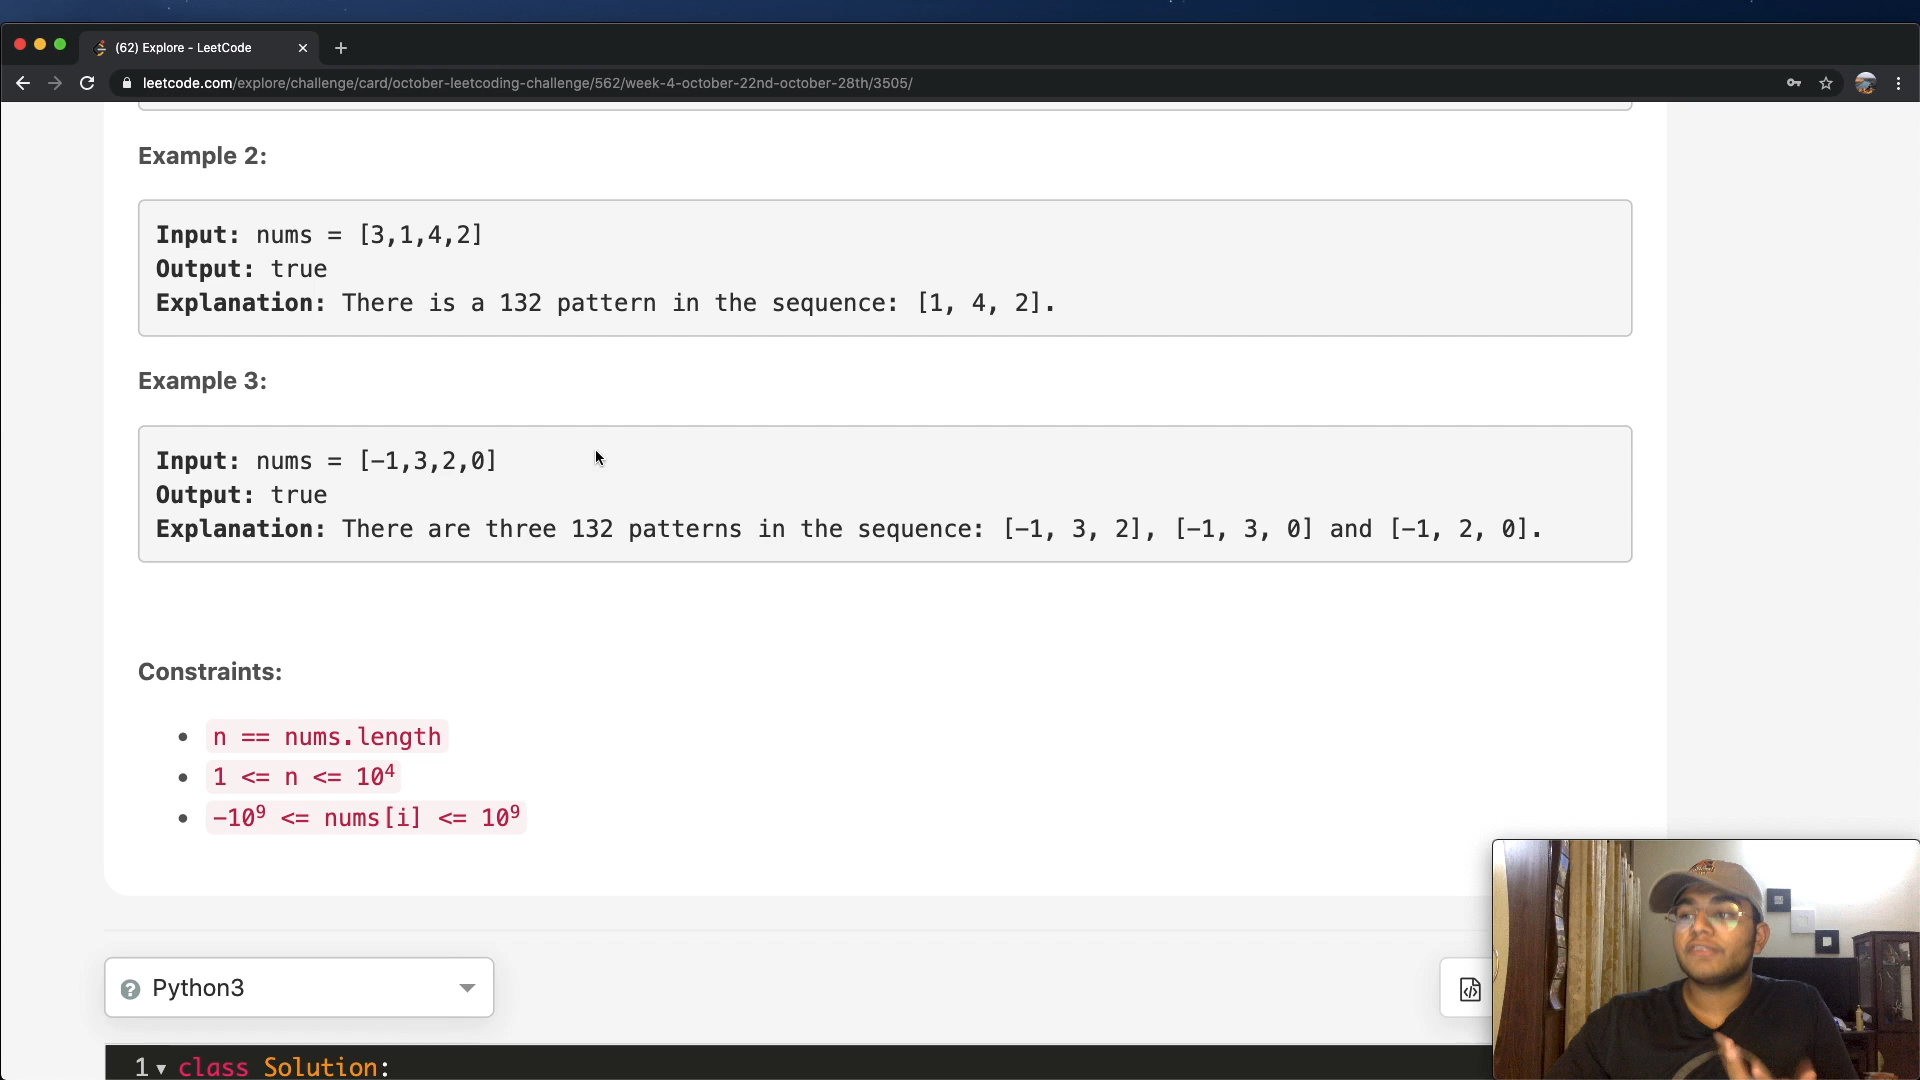 (62) Explore - LeetCode
leetcode.com/explore/challenge/card/october-leetcoding-challenge/562/week-4-october-22nd-october-28th/3505/
Example 2:
Input: nums = [3,1,4,2]
Output: true
Explanation: There is a 132 pattern in the sequence: [1, 4, 2].
Example 3:
Input: nums = [-1,3,2,0]
Output: true
Explanation: There are three 132 patterns in the sequence: [-1, 3, 2], [-1, 3, 0] and [-1, 2, 0].
Constraints:
n == nums.length
1 <= n <= 10⁴
-10⁹ <= nums[i] <= 10⁹
Python3
1 class Solution: